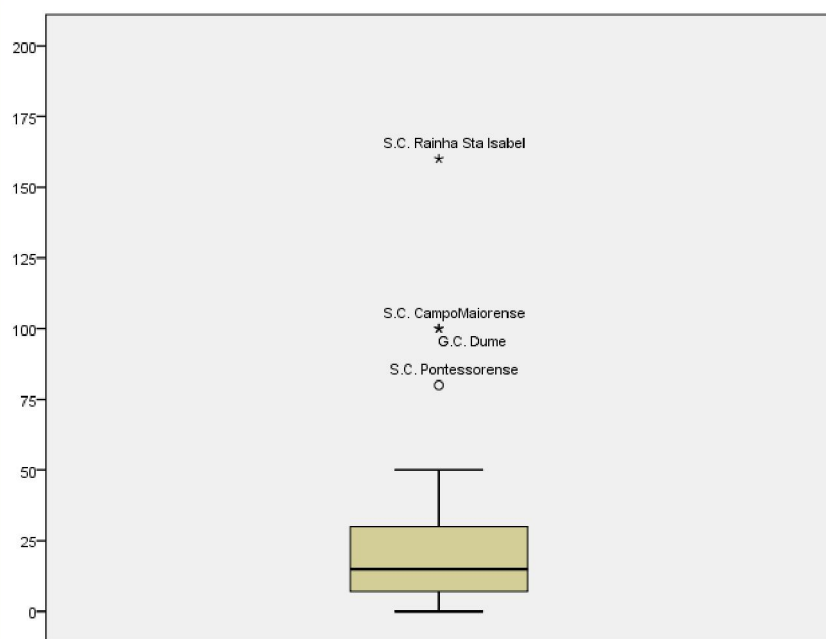 200
S.C. Rainha Sta Isabel
175
150
125
S.C. CampoMaiorense
100
G.C. Dume
S.C. Pontessorense
75
50
25
0